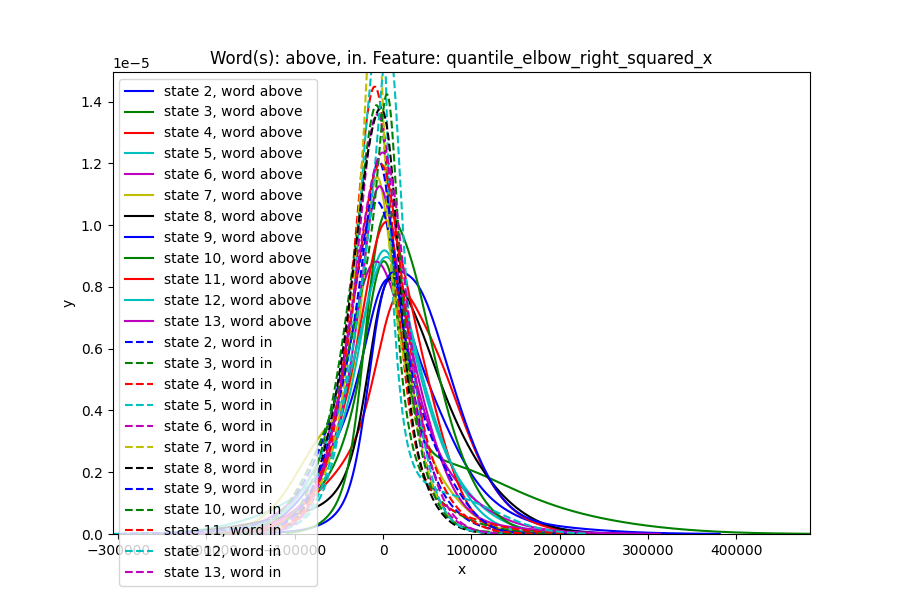 Word(s): above, in. Feature: quantile_elbow_right_squared_x
1e−5
1.4
1.2
1.0
0.8
0.6
0.4
0.2
0.0
y
state 2, word above
state 3, word above
state 4, word above
state 5, word above
state 6, word above
state 7, word above
state 8, word above
state 9, word above
state 10, word above
state 11, word above
state 12, word above
state 13, word above
state 2, word in
state 3, word in
state 4, word in
state 5, word in
state 6, word in
state 7, word in
state 8, word in
state 9, word in
state 10, word in
state 11, word in
state 12, word in
state 13, word in
−300000 −200000 −100000 0 100000 200000 300000 400000
x